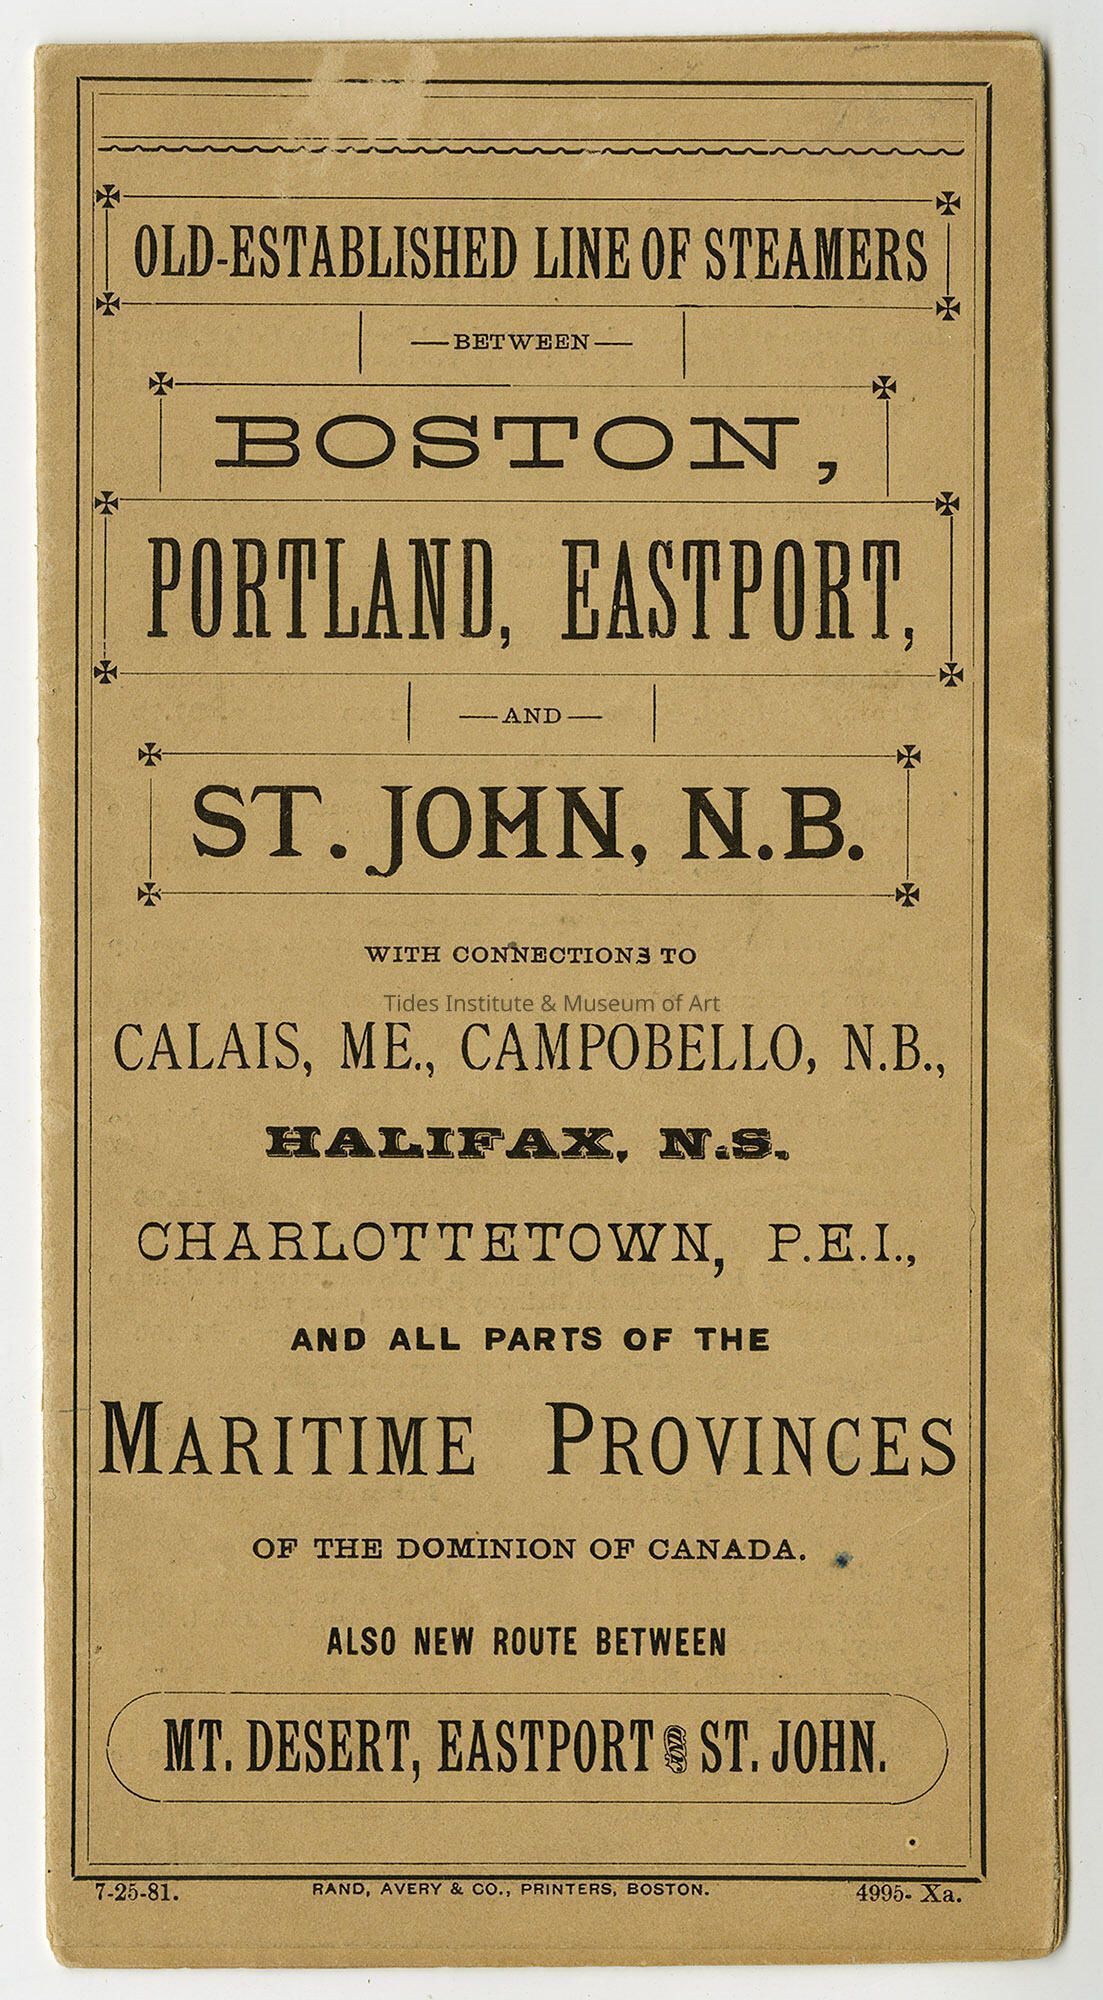 OLD-ESTABLISHED LINE OF STEAMERS
—BETWEEN—
BOSTON,
PORTLAND, EASTPORT,
—AND—
ST. JOHN, N.B.
WITH CONNECTIONS TO
Tides Institute & Museum of Art
CALAIS, ME., CAMPOBELLO, N.B.,
HALIFAX, N.S.
CHARLOTTETOWN, P.E.I.,
AND ALL PARTS OF THE
MARITIME PROVINCES
OF THE DOMINION OF CANADA.
ALSO NEW ROUTE BETWEEN
MT. DESERT, EASTPORT AND ST. JOHN.
7-25-81. RAND, AVERY & CO., PRINTERS, BOSTON. 4995- Xa.